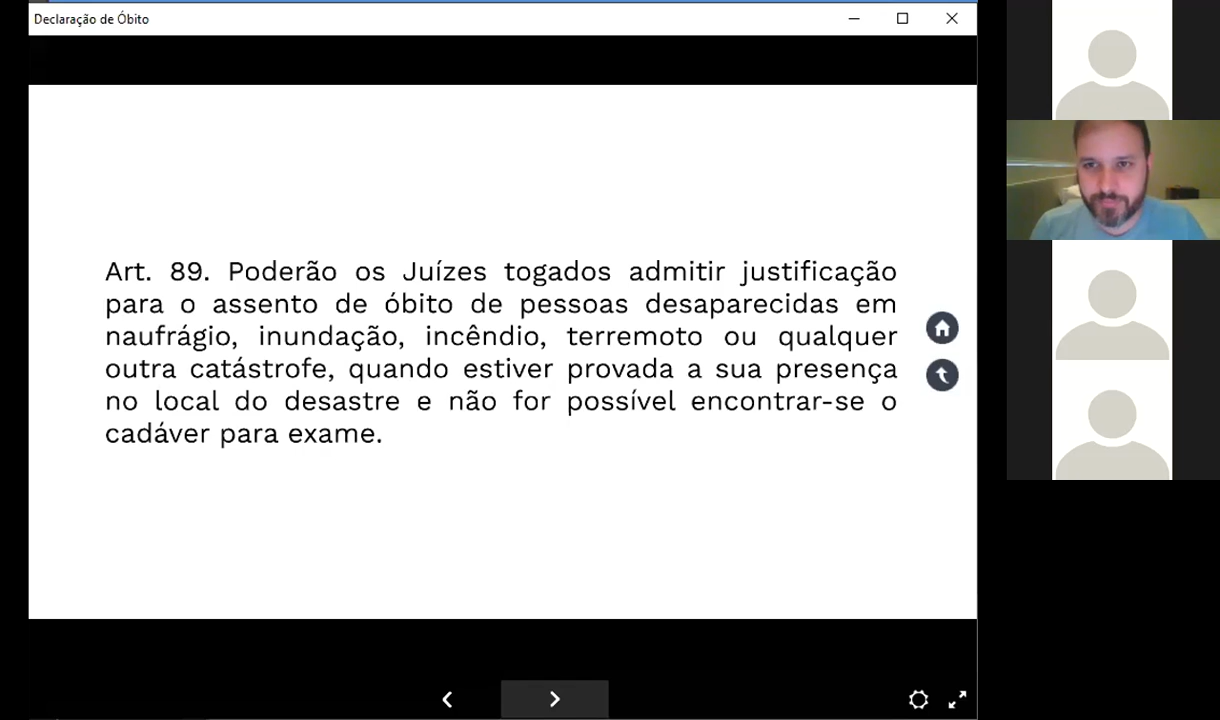 Declaração de Óbito
Art. 89. Poderão os Juízes togados admitir justificação
para o assento de óbito de pessoas desaparecidas em
naufrágio, inundação, incêndio, terremoto ou qualquer
outra catástrofe, quando estiver provada a sua presença
no local do desastre e não for possível encontrar-se o
cadáver para exame.